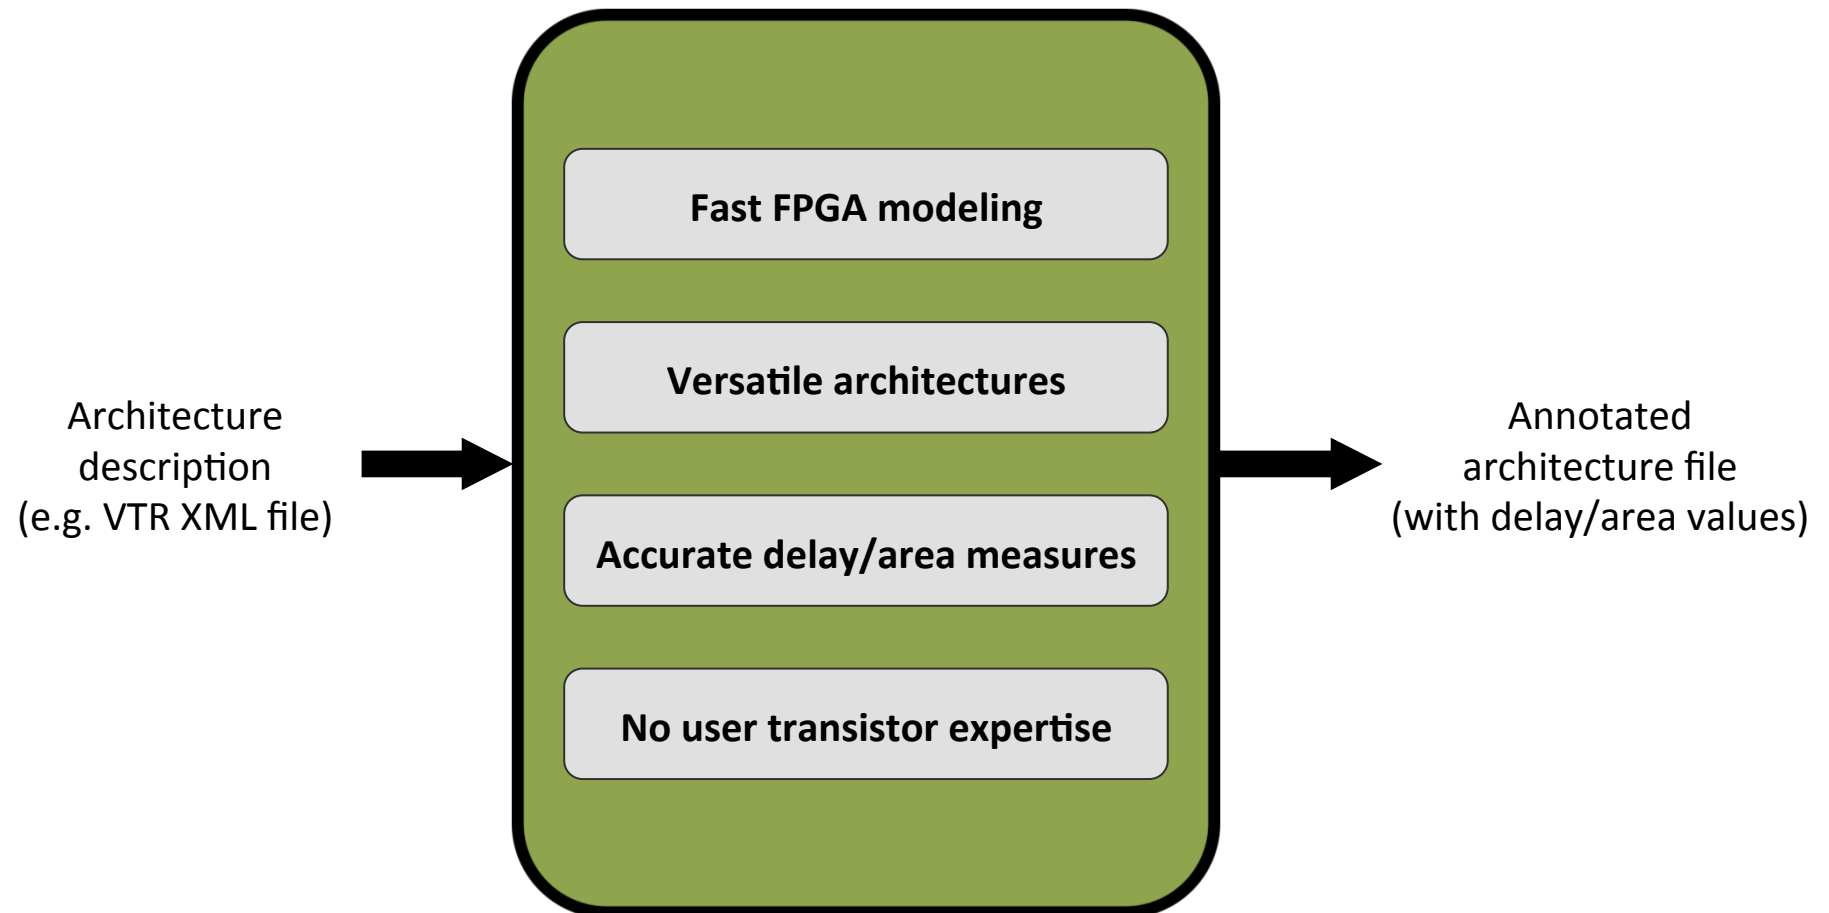 Fast FPGA modeling
Versatile architectures
Accurate delay/area measures
No user transistor expertise
Architecture
description
(e.g. VTR XML file)
Annotated
architecture file
(with delay/area values)